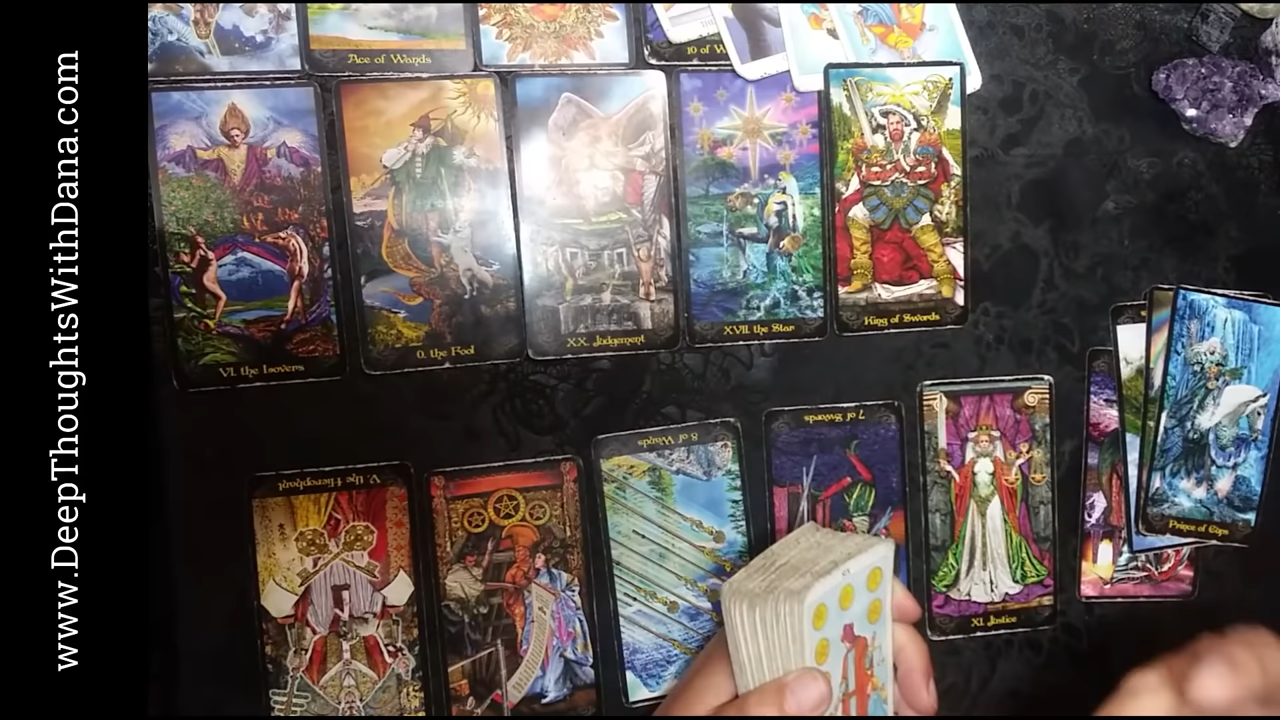 www.DeepThoughtsWithDana.com
Ace of Wands
10 of W
VI. the Lovers
0. the Fool
XX. Judgement
XVII. the Star
King of Swords
V. the Hierophant
8 of Wands
7 of Swords
XI. Justice
Prince of Cups